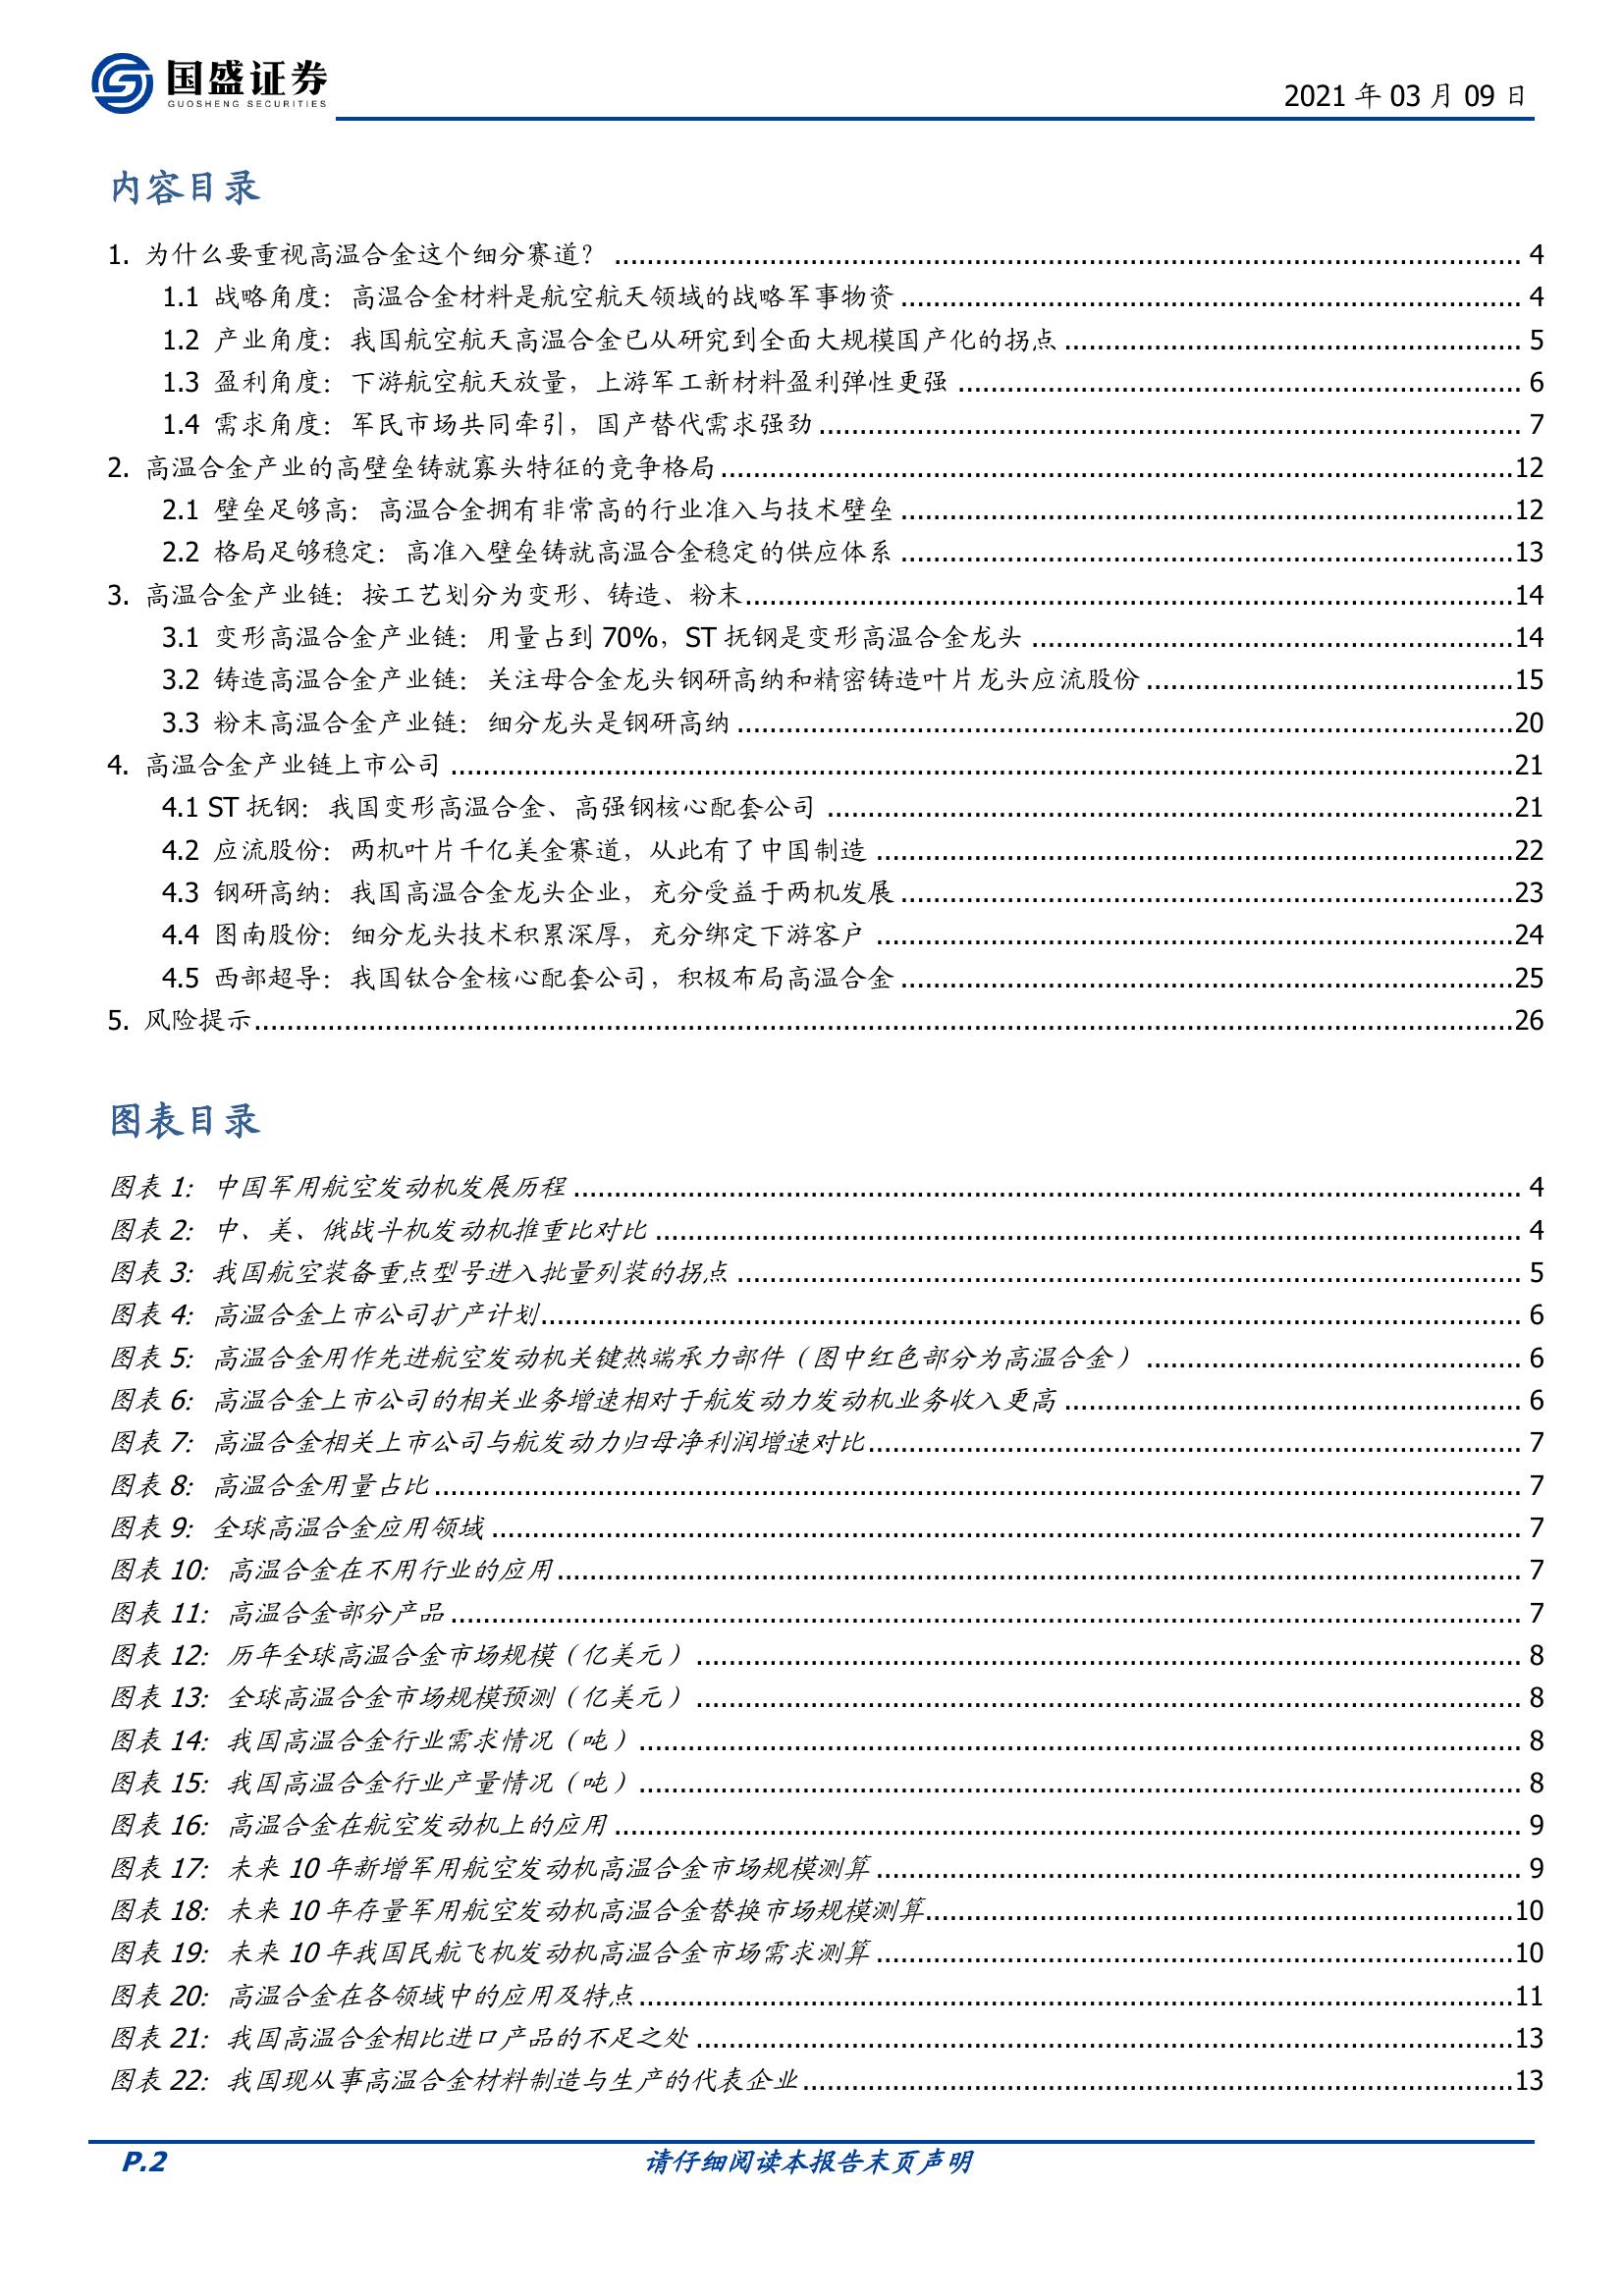 国盛证券
GUOSHENG SECURITIES
2021 年 03 月 09 日
内容目录
1. 为什么要重视高温合金这个细分赛道？ ........ 4
1.1 战略角度：高温合金材料是航空航天领域的战略军事物资 ........ 4
1.2 产业角度：我国航空航天高温合金已从研究到全面大规模国产化的拐点 ........ 5
1.3 盈利角度：下游航空航天放量，上游军工新材料盈利弹性更强 ........ 6
1.4 需求角度：军民市场共同牵引，国产替代需求强劲 ........ 7
2. 高温合金产业的高壁垒铸就寡头特征的竞争格局 ........ 12
2.1 壁垒足够高：高温合金拥有非常高的行业准入与技术壁垒 ........ 12
2.2 格局足够稳定：高准入壁垒铸就高温合金稳定的供应体系 ........ 13
3. 高温合金产业链：按工艺划分为变形、铸造、粉末 ........ 14
3.1 变形高温合金产业链：用量占到 70%，ST 抚钢是变形高温合金龙头 ........ 14
3.2 铸造高温合金产业链：关注母合金龙头钢研高纳和精密铸造叶片龙头应流股份 ........ 15
3.3 粉末高温合金产业链：细分龙头是钢研高纳 ........ 20
4. 高温合金产业链上市公司 ........ 21
4.1 ST 抚钢：我国变形高温合金、高强钢核心配套公司 ........ 21
4.2 应流股份：两机叶片千亿美金赛道，从此有了中国制造 ........ 22
4.3 钢研高纳：我国高温合金龙头企业，充分受益于两机发展 ........ 23
4.4 图南股份：细分龙头技术积累深厚，充分绑定下游客户 ........ 24
4.5 西部超导：我国钛合金核心配套公司，积极布局高温合金 ........ 25
5. 风险提示 ........ 26
图表目录
图表 1：中国军用航空发动机发展历程 ........ 4
图表 2：中、美、俄战斗机发动机推重比对比 ........ 4
图表 3：我国航空装备重点型号进入批量列装的拐点 ........ 5
图表 4：高温合金上市公司扩产计划 ........ 6
图表 5：高温合金用作先进航空发动机关键热端承力部件（图中红色部分为高温合金） ........ 6
图表 6：高温合金上市公司的相关业务增速相对于航发动力发动机业务收入更高 ........ 6
图表 7：高温合金相关上市公司与航发动力归母净利润增速对比 ........ 7
图表 8：高温合金用量占比 ........ 7
图表 9：全球高温合金应用领域 ........ 7
图表 10：高温合金在不用行业的应用 ........ 7
图表 11：高温合金部分产品 ........ 7
图表 12：历年全球高温合金市场规模（亿美元） ........ 8
图表 13：全球高温合金市场规模预测（亿美元） ........ 8
图表 14：我国高温合金行业需求情况（吨） ........ 8
图表 15：我国高温合金行业产量情况（吨） ........ 8
图表 16：高温合金在航空发动机上的应用 ........ 9
图表 17：未来 10 年新增军用航空发动机高温合金市场规模测算 ........ 9
图表 18：未来 10 年存量军用航空发动机高温合金替换市场规模测算 ........ 10
图表 19：未来 10 年我国民航飞机发动机高温合金市场需求测算 ........ 10
图表 20：高温合金在各领域中的应用及特点 ........ 11
图表 21：我国高温合金相比进口产品的不足之处 ........ 13
图表 22：我国现从事高温合金材料制造与生产的代表企业 ........ 13
P.2 请仔细阅读本报告末页声明